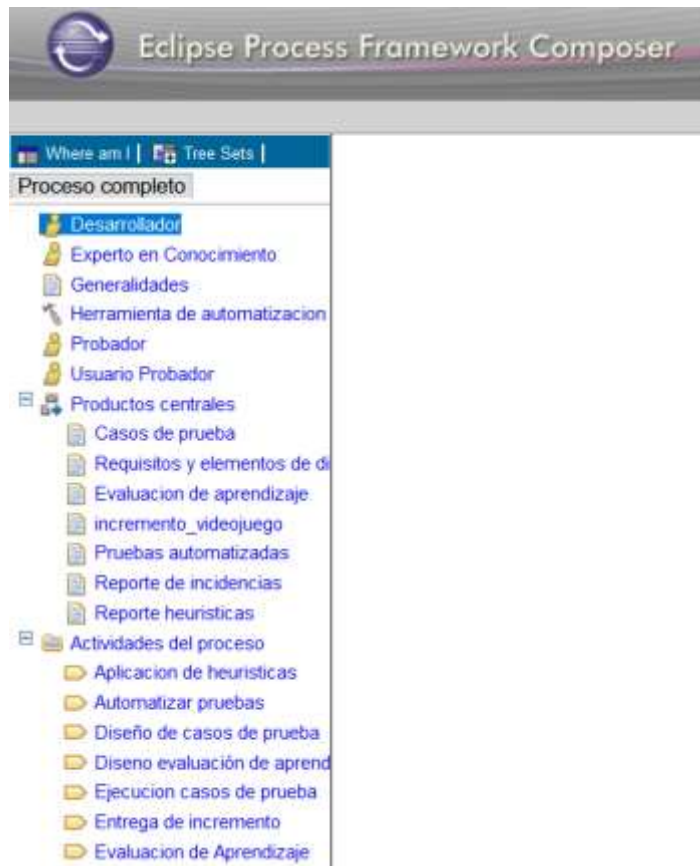 Eclipse Process Framework Composer
Where am I | Tree Sets |
Proceso completo
Desarrollador
Experto en Conocimiento
Generalidades
Herramienta de automatizacion
Probador
Usuario Probador
Productos centrales
Casos de prueba
Requisitos y elementos de di
Evaluacion de aprendizaje
incremento_videojuego
Pruebas automatizadas
Reporte de incidencias
Reporte heuristicas
Actividades del proceso
Aplicacion de heuristicas
Automatizar pruebas
Diseño de casos de prueba
Diseno evaluación de aprend
Ejecucion casos de prueba
Entrega de incremento
Evaluacion de Aprendizaje